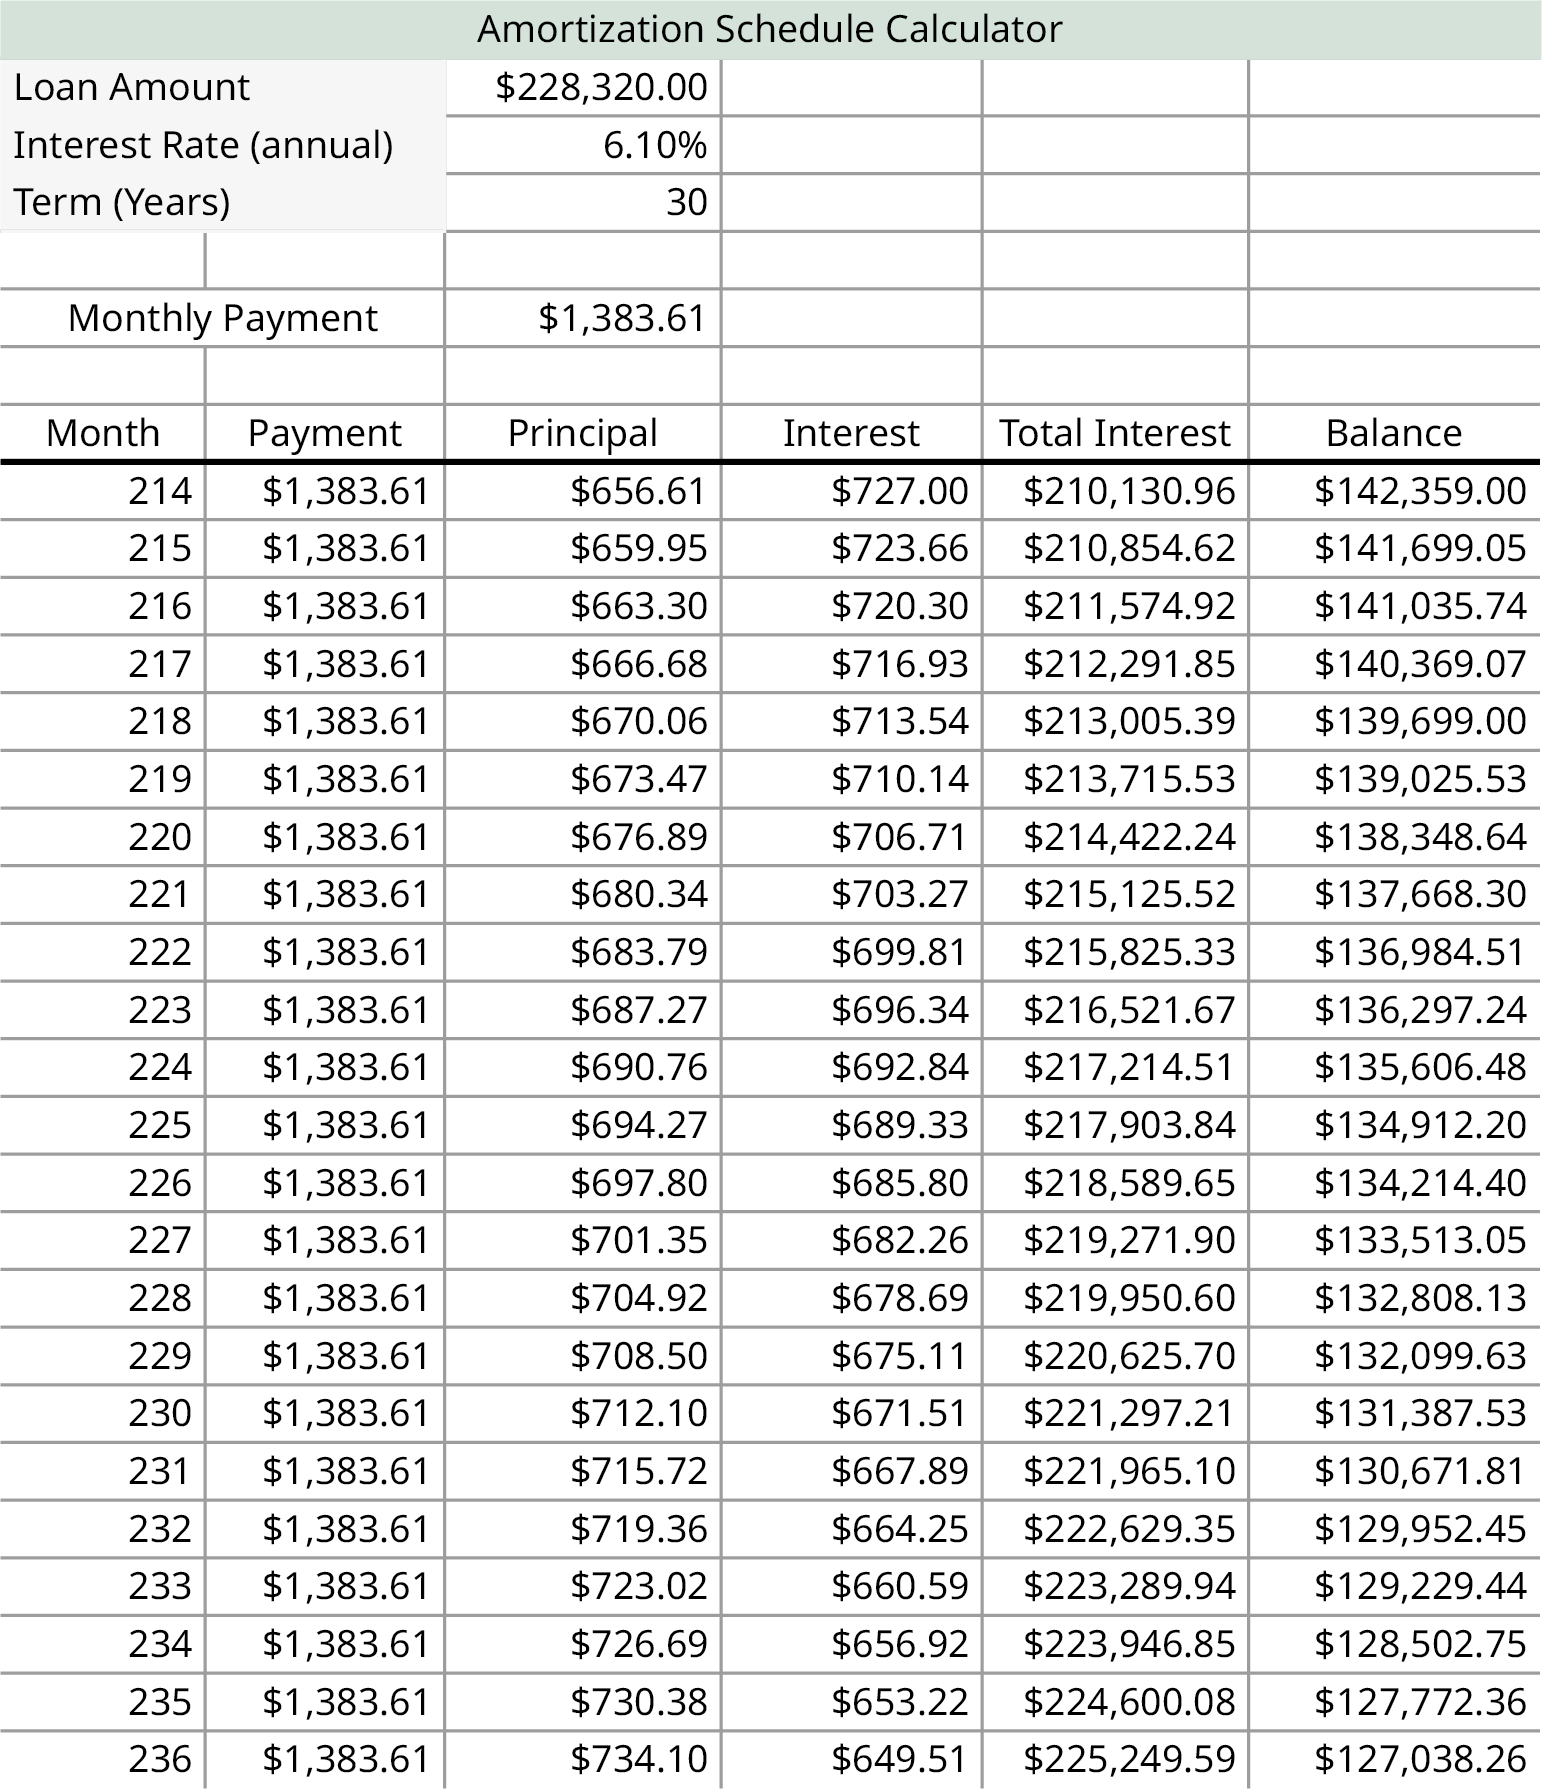 Amortization Schedule Calculator
Loan Amount $228,320.00
Interest Rate (annual) 6.10%
Term (Years) 30
Monthly Payment $1,383.61
Month Payment Principal Interest Total Interest Balance
214 $1,383.61 $656.61 $727.00 $210,130.96 $142,359.00
215 $1,383.61 $659.95 $723.66 $210,854.62 $141,699.05
216 $1,383.61 $663.30 $720.30 $211,574.92 $141,035.74
217 $1,383.61 $666.68 $716.93 $212,291.85 $140,369.07
218 $1,383.61 $670.06 $713.54 $213,005.39 $139,699.00
219 $1,383.61 $673.47 $710.14 $213,715.53 $139,025.53
220 $1,383.61 $676.89 $706.71 $214,422.24 $138,348.64
221 $1,383.61 $680.34 $703.27 $215,125.52 $137,668.30
222 $1,383.61 $683.79 $699.81 $215,825.33 $136,984.51
223 $1,383.61 $687.27 $696.34 $216,521.67 $136,297.24
224 $1,383.61 $690.76 $692.84 $217,214.51 $135,606.48
225 $1,383.61 $694.27 $689.33 $217,903.84 $134,912.20
226 $1,383.61 $697.80 $685.80 $218,589.65 $134,214.40
227 $1,383.61 $701.35 $682.26 $219,271.90 $133,513.05
228 $1,383.61 $704.92 $678.69 $219,950.60 $132,808.13
229 $1,383.61 $708.50 $675.11 $220,625.70 $132,099.63
230 $1,383.61 $712.10 $671.51 $221,297.21 $131,387.53
231 $1,383.61 $715.72 $667.89 $221,965.10 $130,671.81
232 $1,383.61 $719.36 $664.25 $222,629.35 $129,952.45
233 $1,383.61 $723.02 $660.59 $223,289.94 $129,229.44
234 $1,383.61 $726.69 $656.92 $223,946.85 $128,502.75
235 $1,383.61 $730.38 $653.22 $224,600.08 $127,772.36
236 $1,383.61 $734.10 $649.51 $225,249.59 $127,038.26